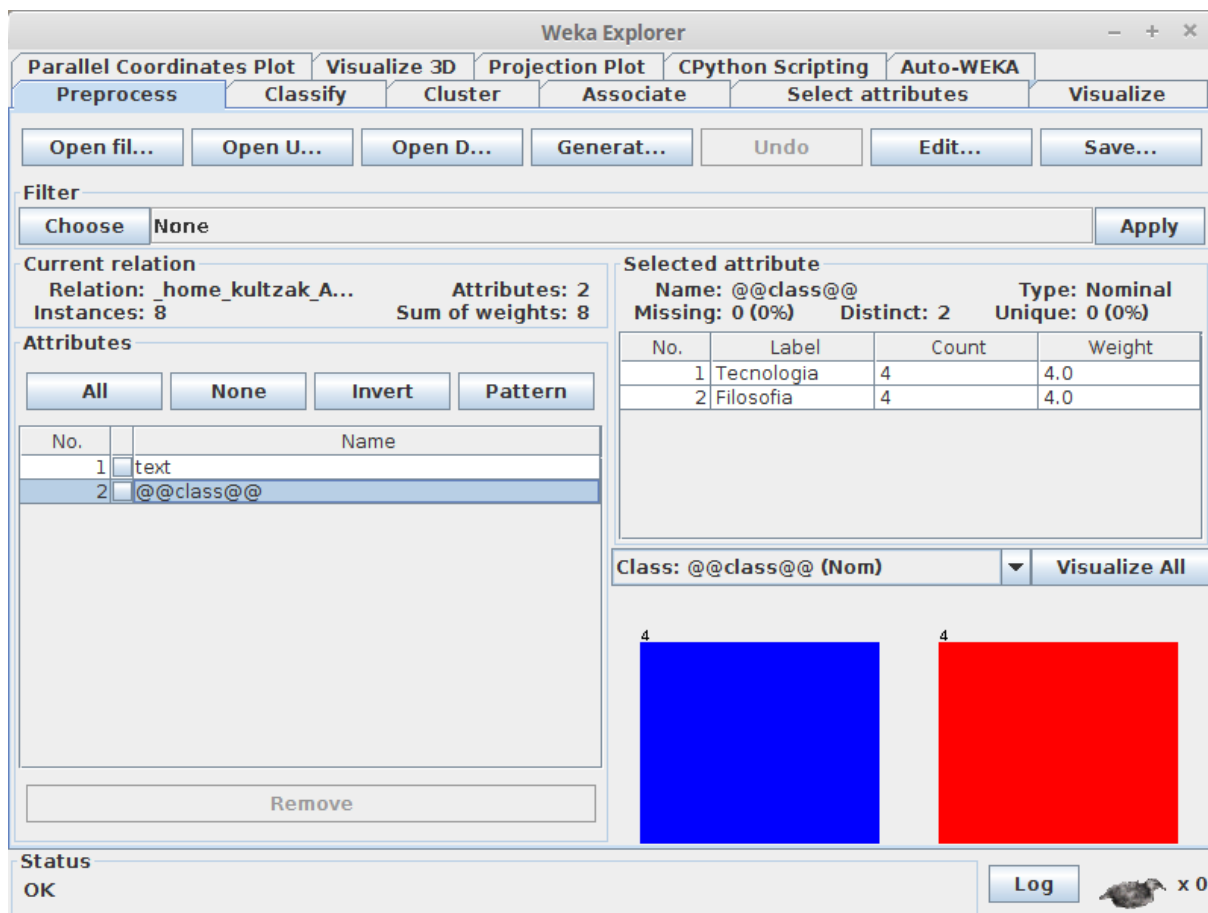 Weka Explorer
Parallel Coordinates Plot Visualize 3D Projection Plot CPython Scripting Auto-WEKA
Preprocess Classify Cluster Associate Select attributes Visualize
Open fil... Open U... Open D... Generat... Undo Edit... Save...
Filter
Choose None Apply
Current relation
Relation: _home_kultzak_A... Attributes: 2
Instances: 8 Sum of weights: 8
Attributes
All None Invert Pattern
No. Name
1 text
2 @@class@@
Remove
Selected attribute
Name: @@class@@ Type: Nominal
Missing: 0 (0%) Distinct: 2 Unique: 0 (0%)
No. Label Count Weight
1 Tecnologia 4 4.0
2 Filosofia 4 4.0
Class: @@class@@ (Nom) Visualize All
4 4
Status
OK
Log x 0